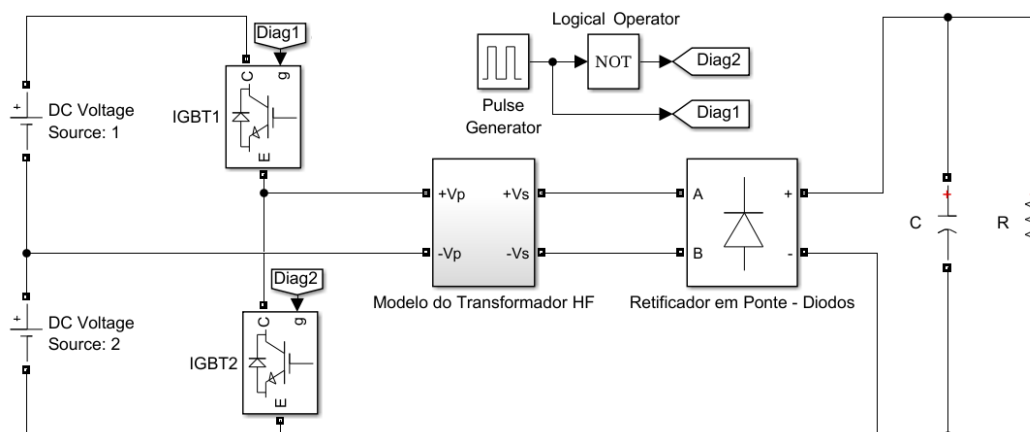 Diag1
C
g
DC Voltage
Source: 1
IGBT1
E
Logical Operator
NOT
Diag2
Pulse
Generator
Diag1
+Vp
+Vs
-Vp
-Vs
Modelo do Transformador HF
A
+
B
-
Retificador em Ponte - Diodos
+
C
R
Diag2
+
DC Voltage
Source: 2
C
g
IGBT2
E
+